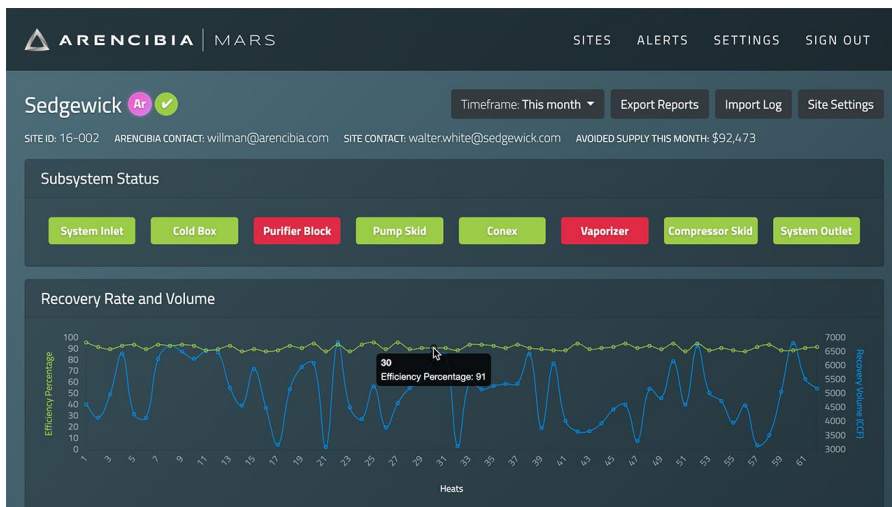 ARENCIBIA | MARS
SITES ALERTS SETTINGS SIGN OUT
Sedgewick Ar
Timeframe: This month Export Reports Import Log Site Settings
SITE ID: 16-002 ARENCIBIA CONTACT: willman@arencibia.com SITE CONTACT: walter.white@sedgewick.com AVOIDED SUPPLY THIS MONTH: $92,473
Subsystem Status
System Inlet Cold Box Purifier Block Pump Skid Conex Vaporizer Compressor Skid System Outlet
Recovery Rate and Volume
Efficiency Percentage
100
90
80
70
60
50
40
30
20
10
0
30
Efficiency Percentage: 91
7000
6500
6000
5500
5000
4500
4000
3500
3000
Recovery Volume (CCF)
1 3 5 7 9 11 13 15 17 19 21 23 25 27 29 31 33 35 37 39 41 43 45 47 49 51 53 55 57 59 61
Heats